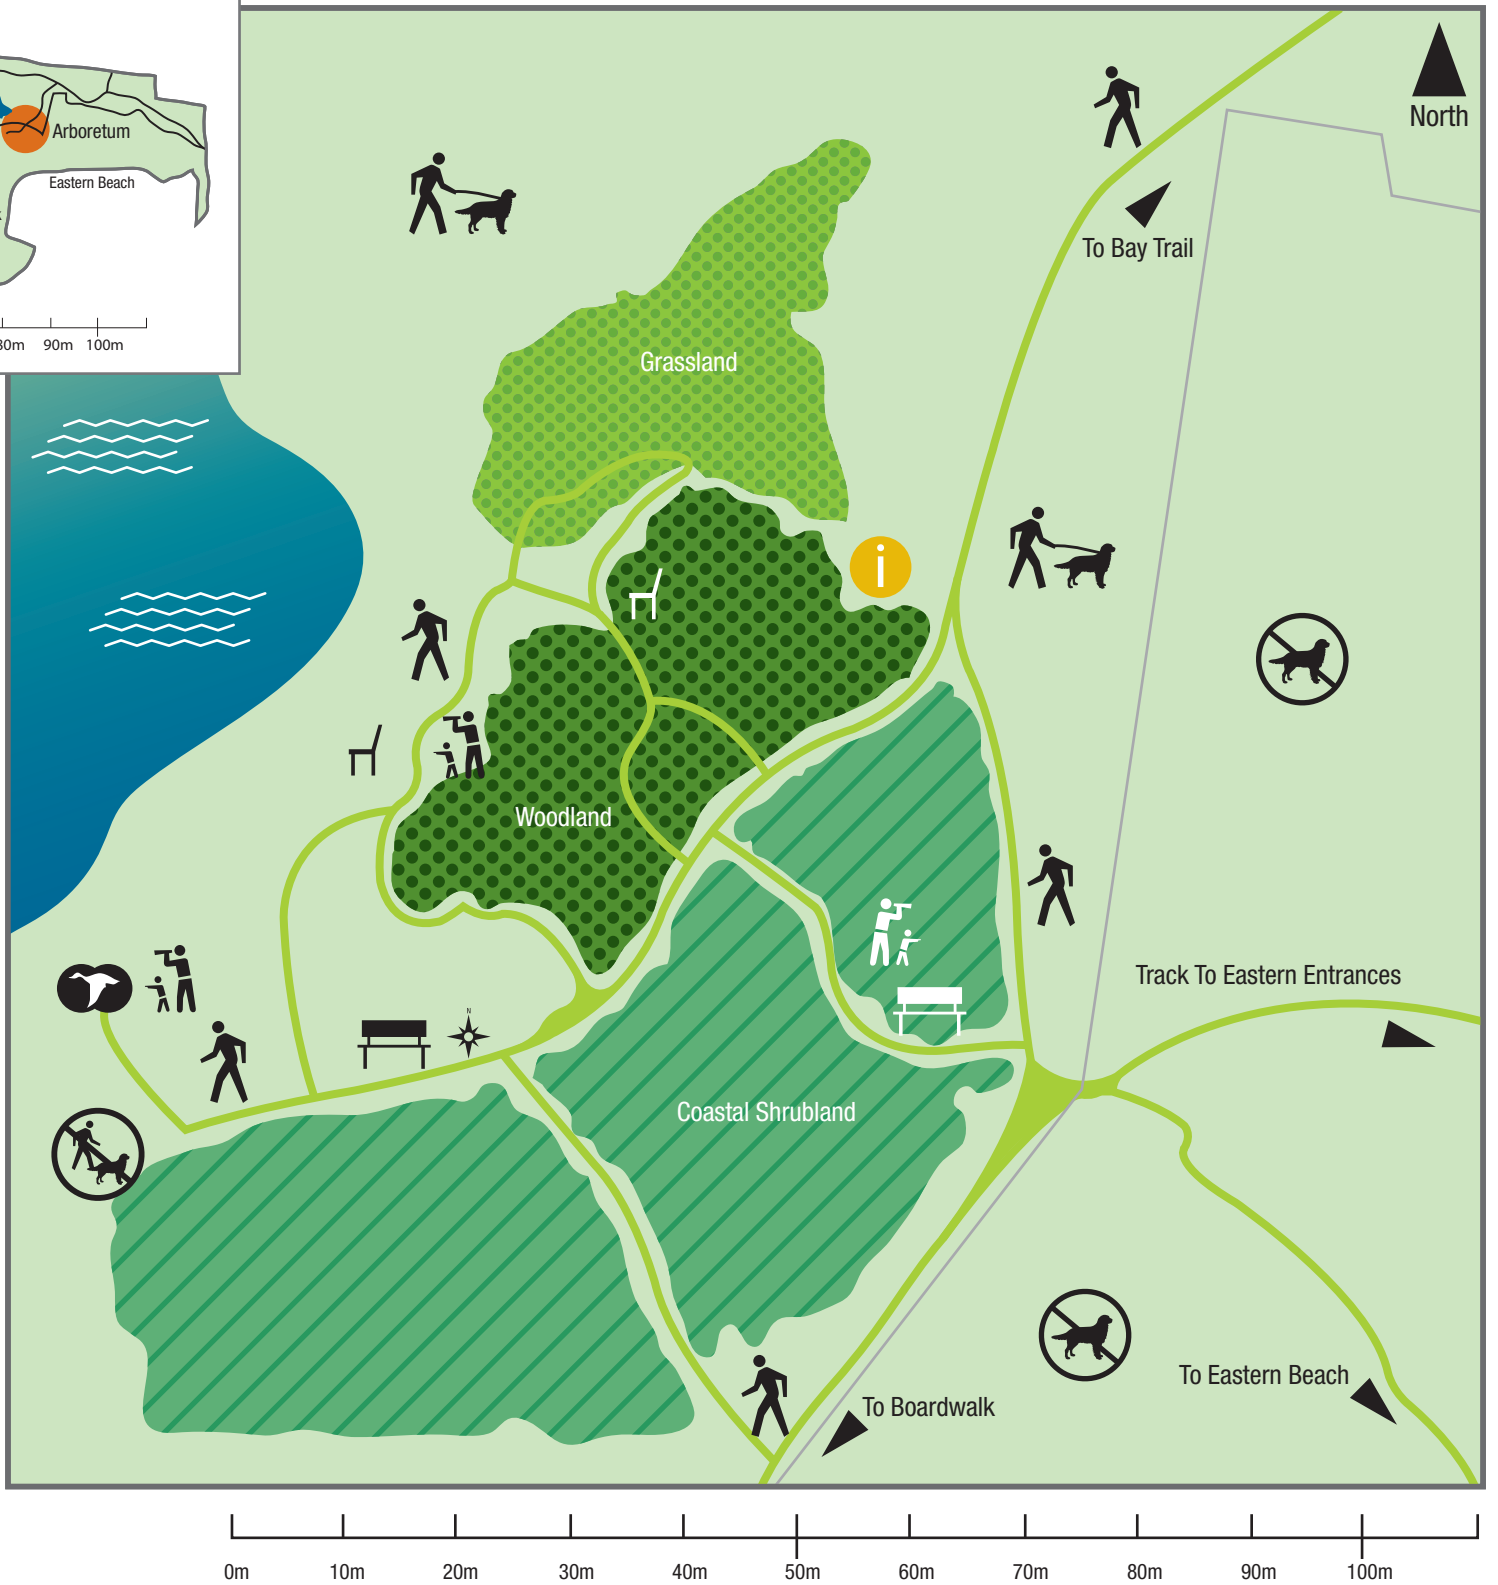 Arboretum
Eastern Beach
90m 100m
North
To Bay Trail
Grassland
i
Woodland
Track To Eastern Entrances
N
Coastal Shrubland
To Eastern Beach
To Boardwalk
0m 10m 20m 30m 40m 50m 60m 70m 80m 90m 100m